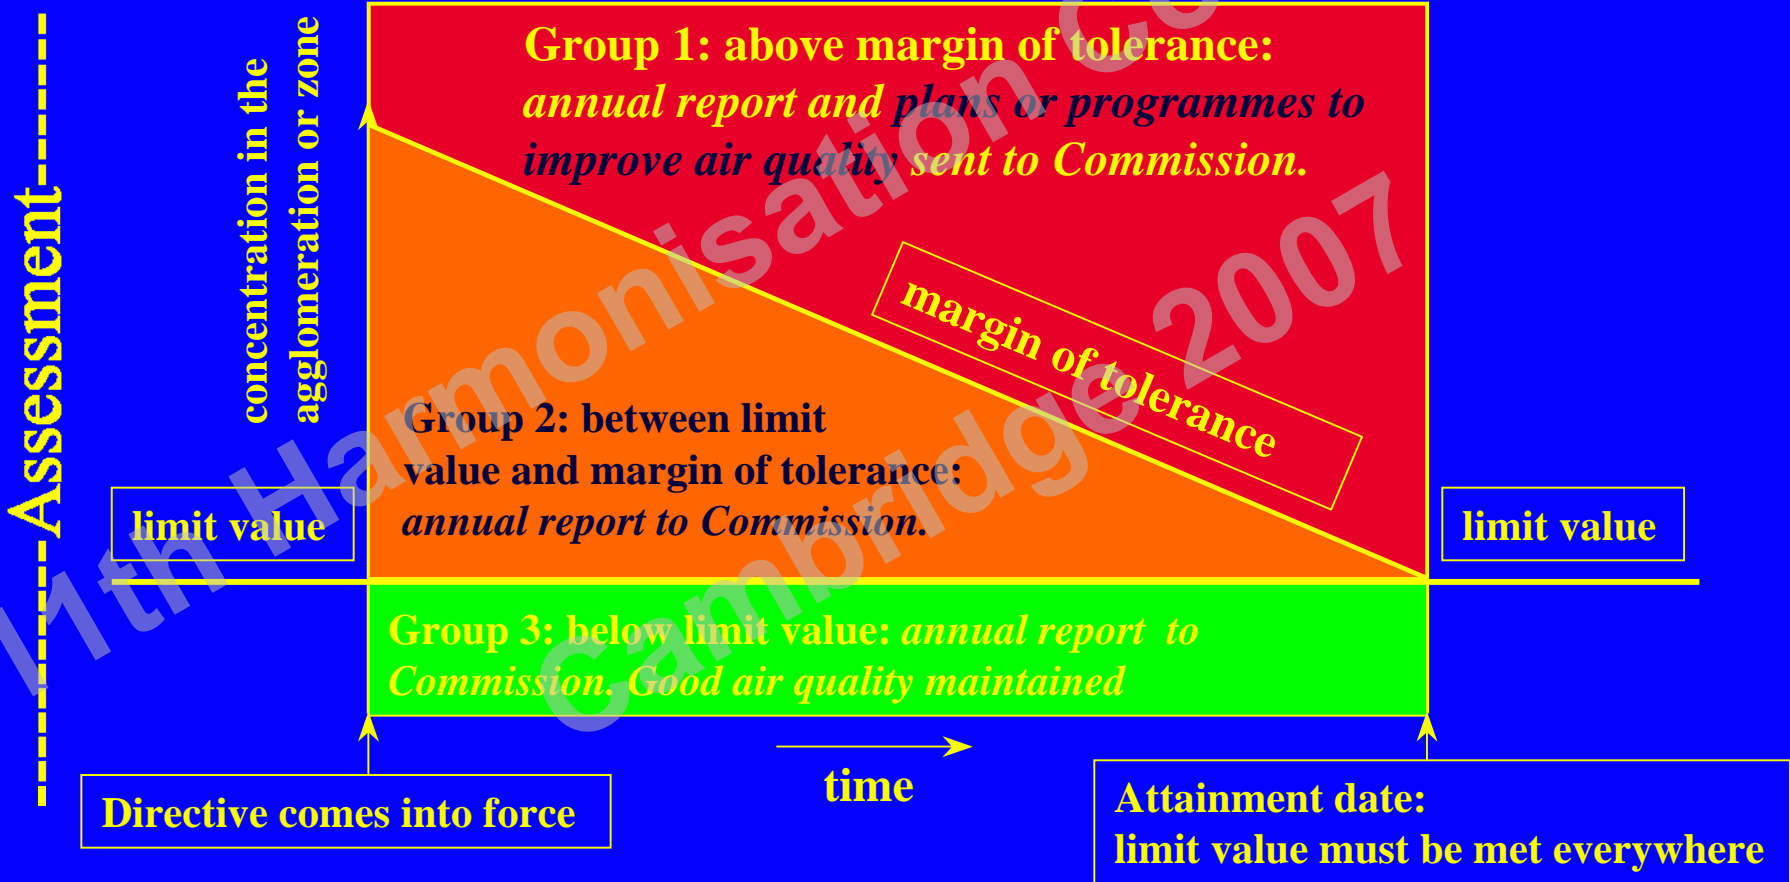 Assessment
concentration in the
agglomeration or zone
Group 1: above margin of tolerance:
annual report and plans or programmes to
improve air quality sent to Commission.
margin of tolerance
Group 2: between limit
value and margin of tolerance:
annual report to Commission.
limit value
limit value
Group 3: below limit value: annual report to
Commission. Good air quality maintained
time
Directive comes into force
Attainment date:
limit value must be met everywhere
11th Harmonisation
Cambridge 2007